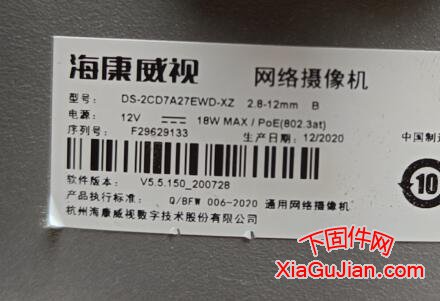 海康威视 网络摄像机
型号: DS-2CD7A27EWD-XZ 2.8-12mm B
电源: 12V ⎓ 18W MAX / PoE(802.3at)
序列号: F29629133 生产日期: 12/2020
中国制造
软件版本: V5.5.150_200728
10
产品执行标准: Q/BFW 006-2020 通用网络摄像机
杭州海康威视数字技术股份有限公司
下固件网
XiaGuJian.com